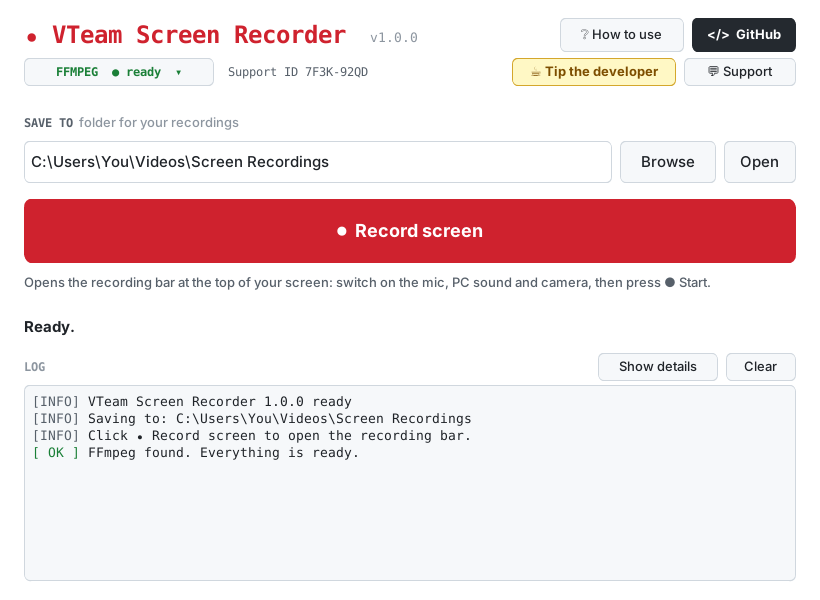 ● VTeam Screen Recorder v1.0.0
❔ How to use
</> GitHub
FFMPEG ● ready ▾
Support ID 7F3K-92QD
☕ Tip the developer
💬 Support
SAVE TO folder for your recordings
C:\Users\You\Videos\Screen Recordings
Browse
Open
● Record screen
Opens the recording bar at the top of your screen: switch on the mic, PC sound and camera, then press ● Start.
Ready.
LOG
Show details
Clear
[INFO] VTeam Screen Recorder 1.0.0 ready
[INFO] Saving to: C:\Users\You\Videos\Screen Recordings
[INFO] Click ● Record screen to open the recording bar.
[ OK ] FFmpeg found. Everything is ready.